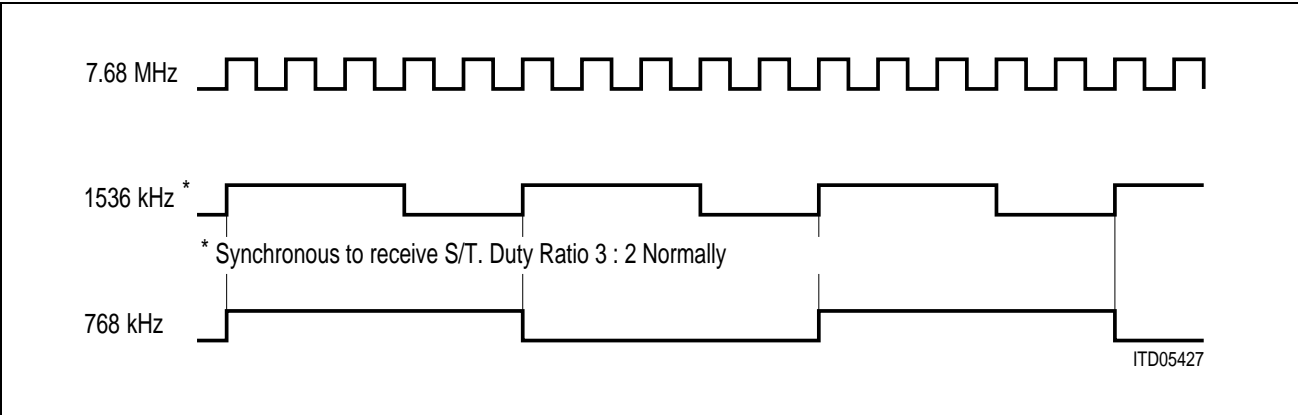 7.68 MHz
1536 kHz *
* Synchronous to receive S/T. Duty Ratio 3 : 2 Normally
768 kHz
ITD05427